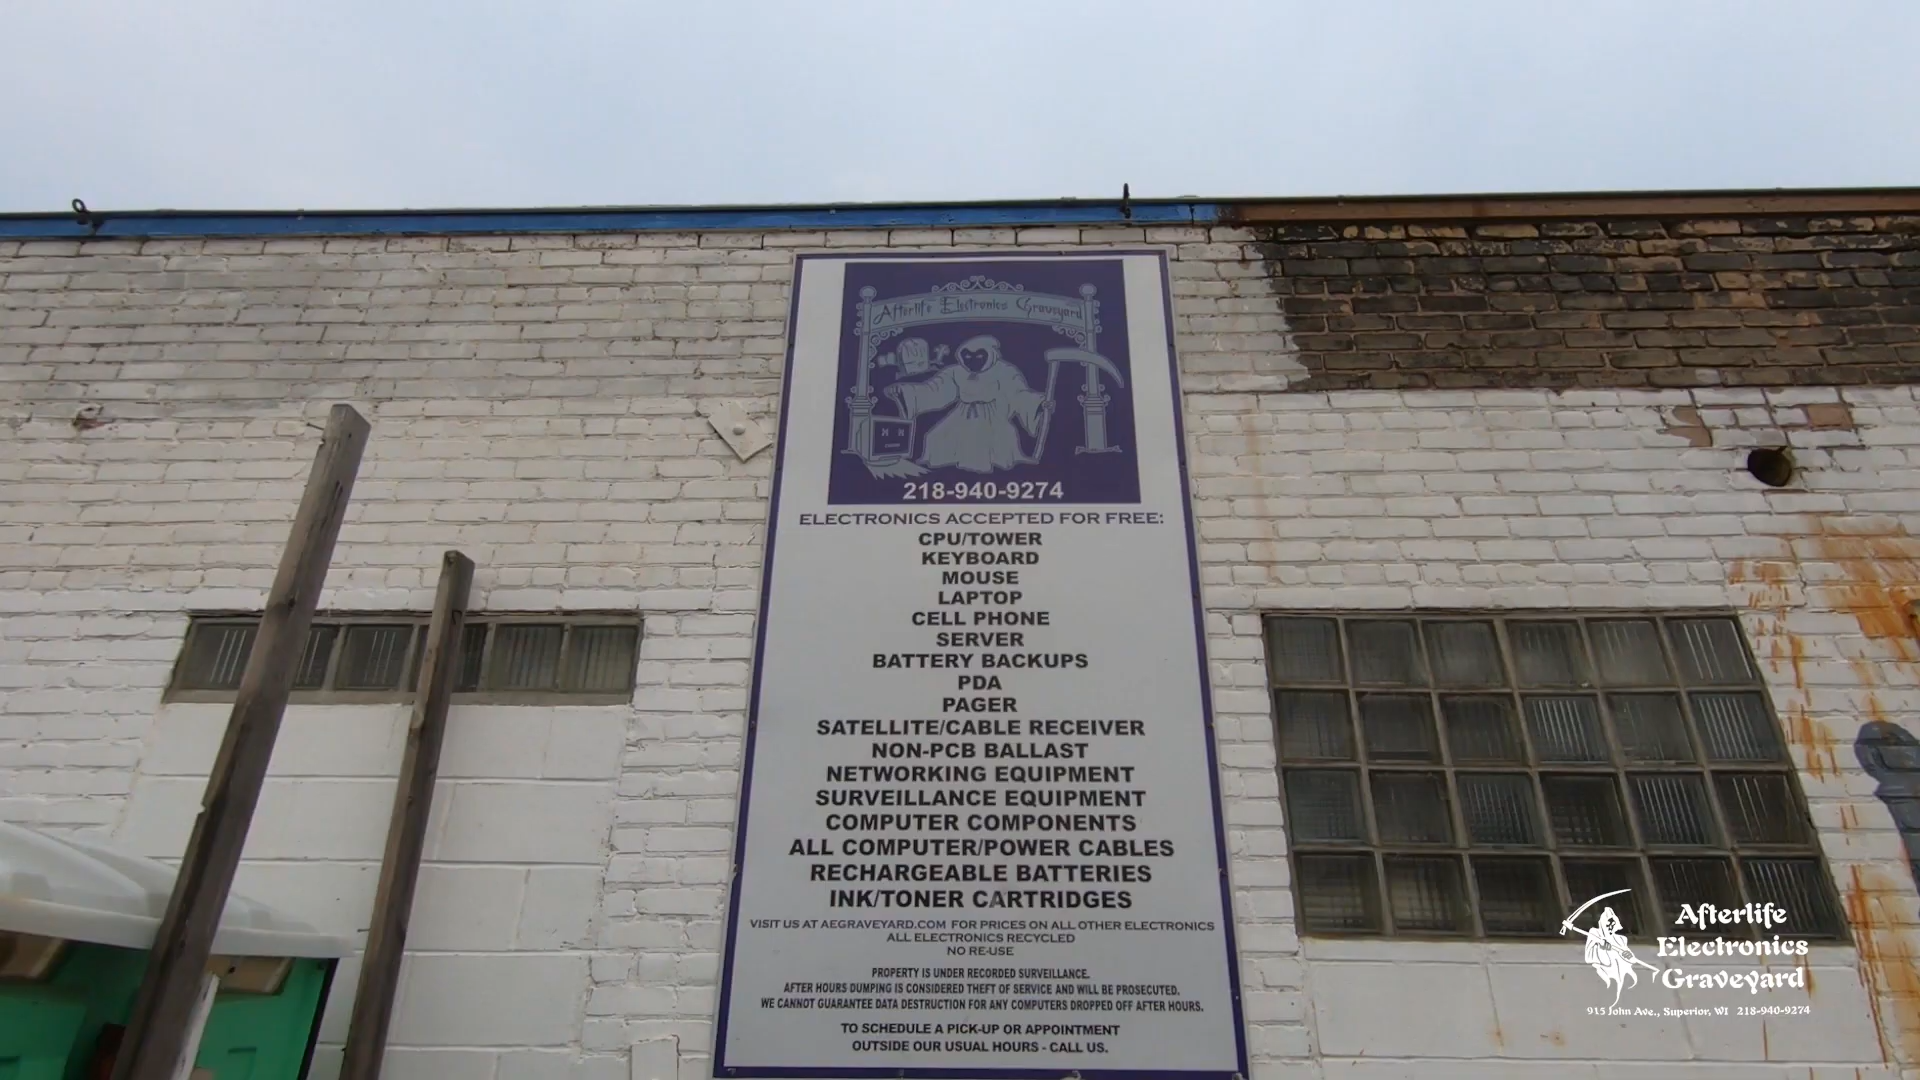 Afterlife Electronics Graveyard
218-940-9274
ELECTRONICS ACCEPTED FOR FREE:
CPU/TOWER
KEYBOARD
MOUSE
LAPTOP
CELL PHONE
SERVER
BATTERY BACKUPS
PDA
PAGER
SATELLITE/CABLE RECEIVER
NON-PCB BALLAST
NETWORKING EQUIPMENT
SURVEILLANCE EQUIPMENT
COMPUTER COMPONENTS
ALL COMPUTER/POWER CABLES
RECHARGEABLE BATTERIES
INK/TONER CARTRIDGES
VISIT US AT AEGRAVEYARD.COM FOR PRICES ON ALL OTHER ELECTRONICS
ALL ELECTRONICS RECYCLED
NO RE-USE
PROPERTY IS UNDER RECORDED SURVEILLANCE.
AFTER HOURS DUMPING IS CONSIDERED THEFT OF SERVICE AND WILL BE PROSECUTED.
WE CANNOT GUARANTEE DATA DESTRUCTION FOR ANY COMPUTERS DROPPED OFF AFTER HOURS.
TO SCHEDULE A PICK-UP OR APPOINTMENT
OUTSIDE OUR USUAL HOURS - CALL US.
Afterlife
Electronics
Graveyard
915 John Ave., Superior, WI 218-940-9274